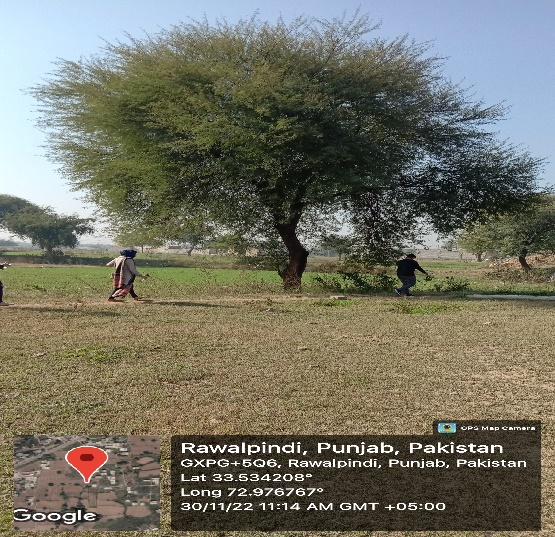 GPS Map Camera
Rawalpindi, Punjab, Pakistan
GXPG+5Q6, Rawalpindi, Punjab, Pakistan
Lat 33.534208°
Long 72.976767°
30/11/22 11:14 AM GMT +05:00
Google